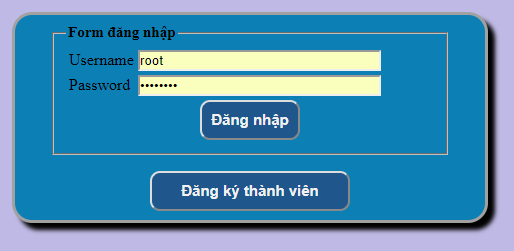 Form đăng nhập
Username root
Password ••••••••
Đăng nhập
Đăng ký thành viên